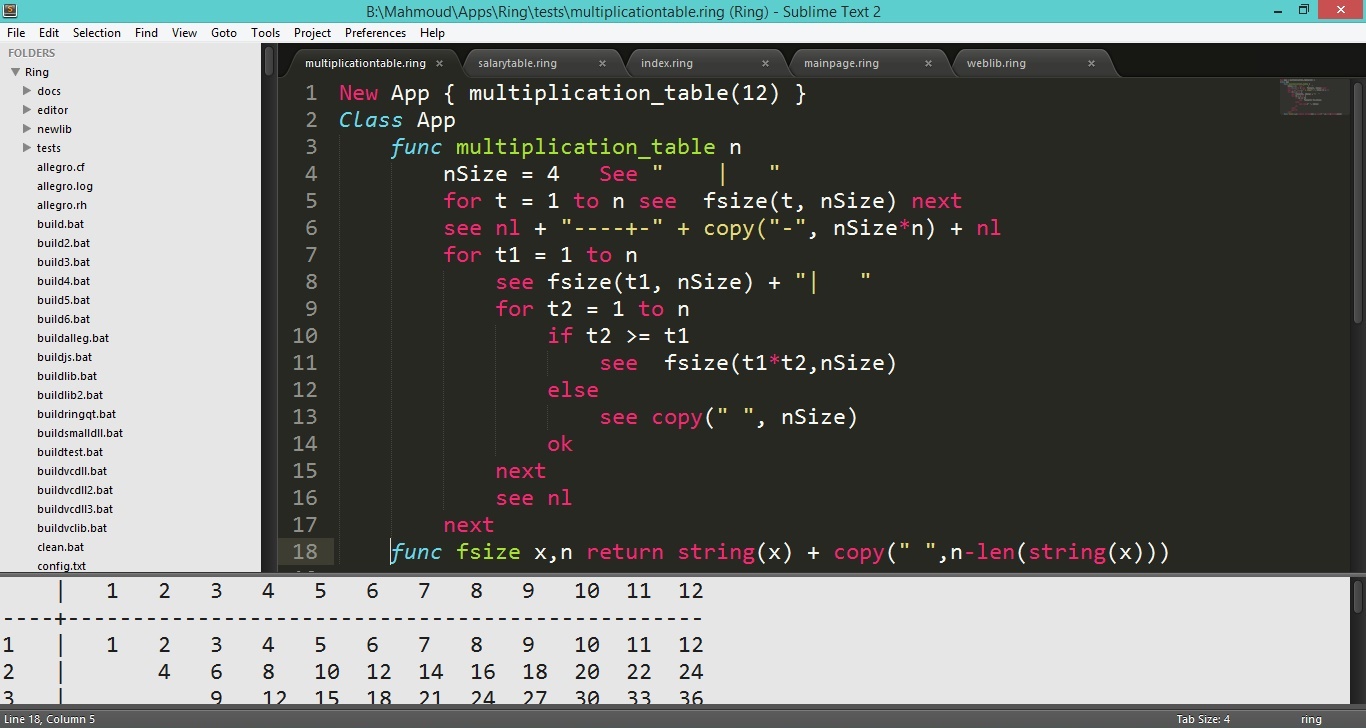 B:\Mahmoud\Apps\Ring\tests\multiplicationtable.ring (Ring) - Sublime Text 2
File Edit Selection Find View Goto Tools Project Preferences Help
FOLDERS
Ring
docs
editor
newlib
tests
allegro.cf
allegro.log
allegro.rh
build.bat
build2.bat
build3.bat
build4.bat
build5.bat
build6.bat
buildalleg.bat
buildjs.bat
buildlib.bat
buildlib2.bat
buildringqt.bat
buildsmalldll.bat
buildtest.bat
buildvcdll.bat
buildvcdll2.bat
buildvcdll3.bat
buildvclib.bat
clean.bat
config.txt
multiplicationtable.ring × salarytable.ring × index.ring × mainpage.ring × weblib.ring ×
1 New App { multiplication_table(12) }
2 Class App
3     func multiplication_table n
4         nSize = 4   See "    |   "
5         for t = 1 to n see  fsize(t, nSize) next
6         see nl + "----+-" + copy("-", nSize*n) + nl
7         for t1 = 1 to n
8             see fsize(t1, nSize) + "|   "
9             for t2 = 1 to n
10                 if t2 >= t1
11                     see  fsize(t1*t2,nSize)
12                 else
13                     see copy(" ", nSize)
14                 ok
15             next
16             see nl
17         next
18     func fsize x,n return string(x) + copy(" ",n-len(string(x)))
    |   1   2   3   4   5   6   7   8   9   10  11  12
----+-------------------------------------------------
1   |   1   2   3   4   5   6   7   8   9   10  11  12
2   |       4   6   8   10  12  14  16  18  20  22  24
3   |           9   12  15  18  21  24  27  30  33  36
Line 18, Column 5 Tab Size: 4 ring